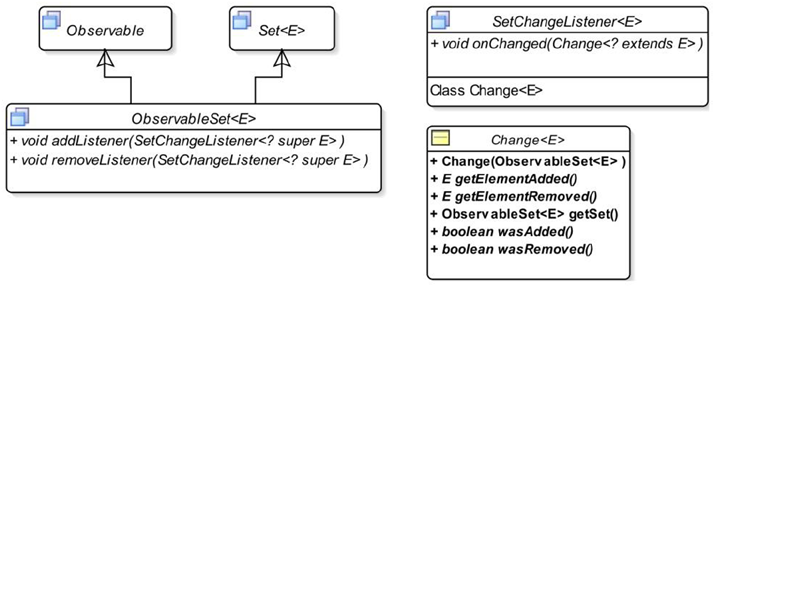 Observable
Set<E>
ObservableSet<E>
+ void addListener(SetChangeListener<? super E> )
+ void removeListener(SetChangeListener<? super E> )
SetChangeListener<E>
+ void onChanged(Change<? extends E> )
Class Change<E>
Change<E>
+ Change(ObservableSet<E> )
+ E getElementAdded()
+ E getElementRemoved()
+ ObservableSet<E> getSet()
+ boolean wasAdded()
+ boolean wasRemoved()